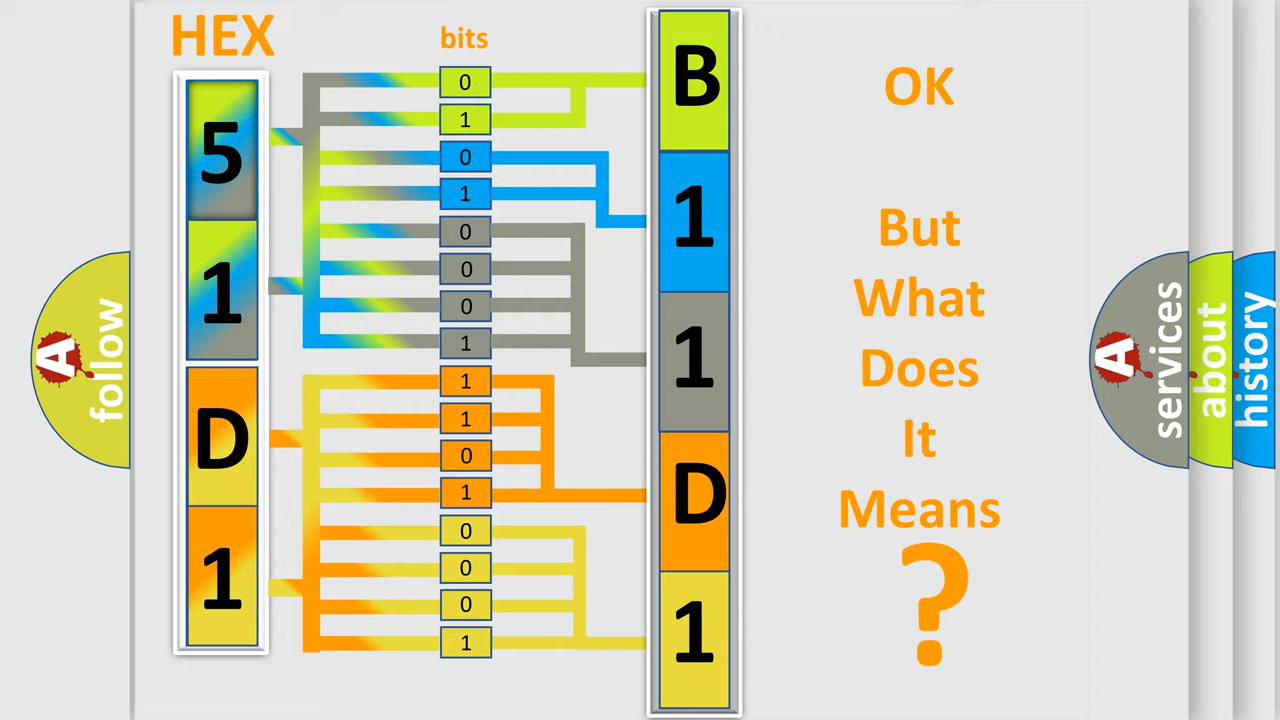 HEX
bits
5
1
D
1
0
1
0
1
0
0
0
1
1
1
0
1
0
0
0
1
B
1
1
D
1
OK
But
What
Does
It
Means
?
A
follow
A
services
about
history